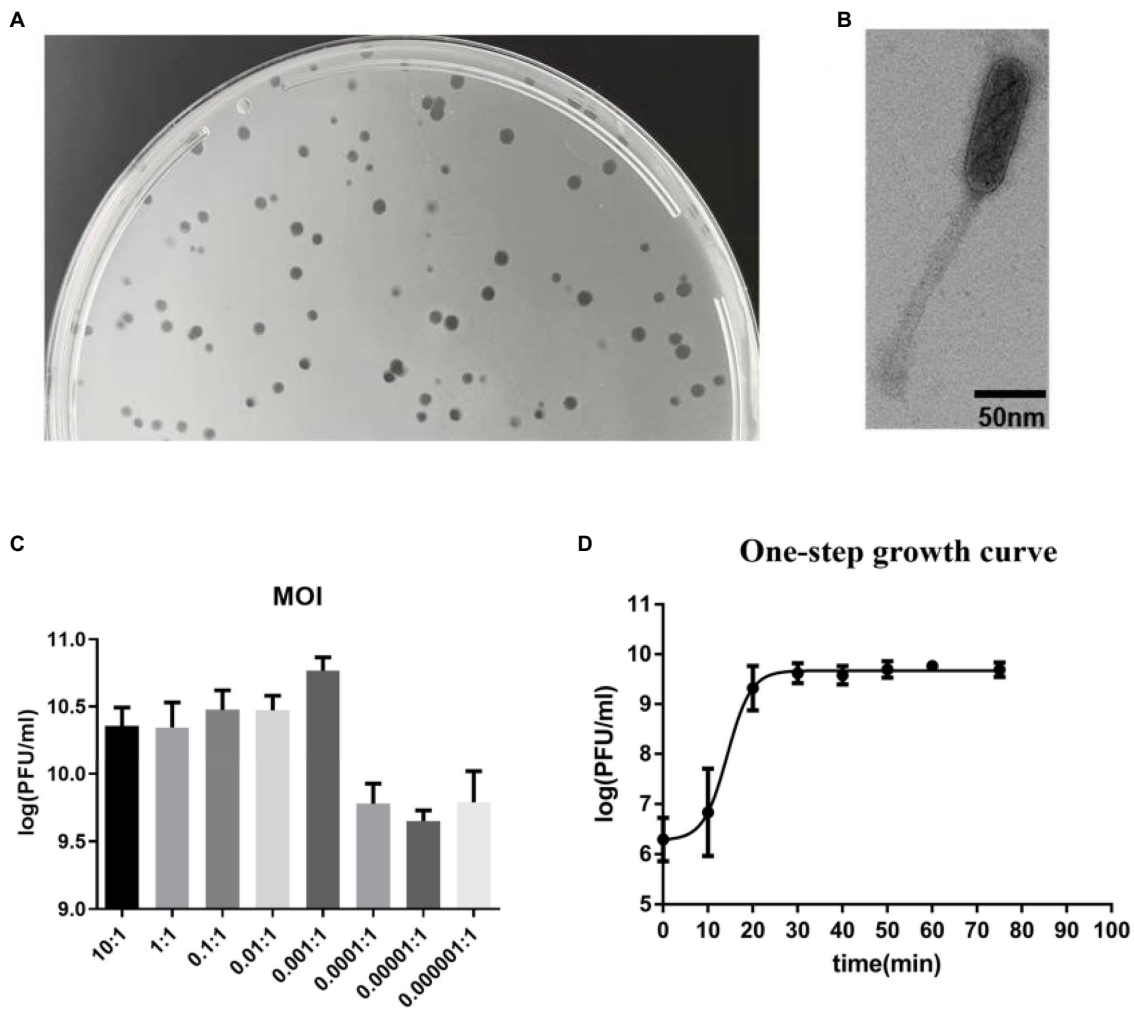 A
B
50nm
C
MOI
log(PFU/ml)
11.0
10.5
10.0
9.5
9.0
10:1
1:1
0.1:1
0.01:1
0.001:1
0.0001:1
0.00001:1
0.000001:1
D
One-step growth curve
log(PFU/ml)
11
10
9
8
7
6
5
0 10 20 30 40 50 60 70 80 90 100
time(min)